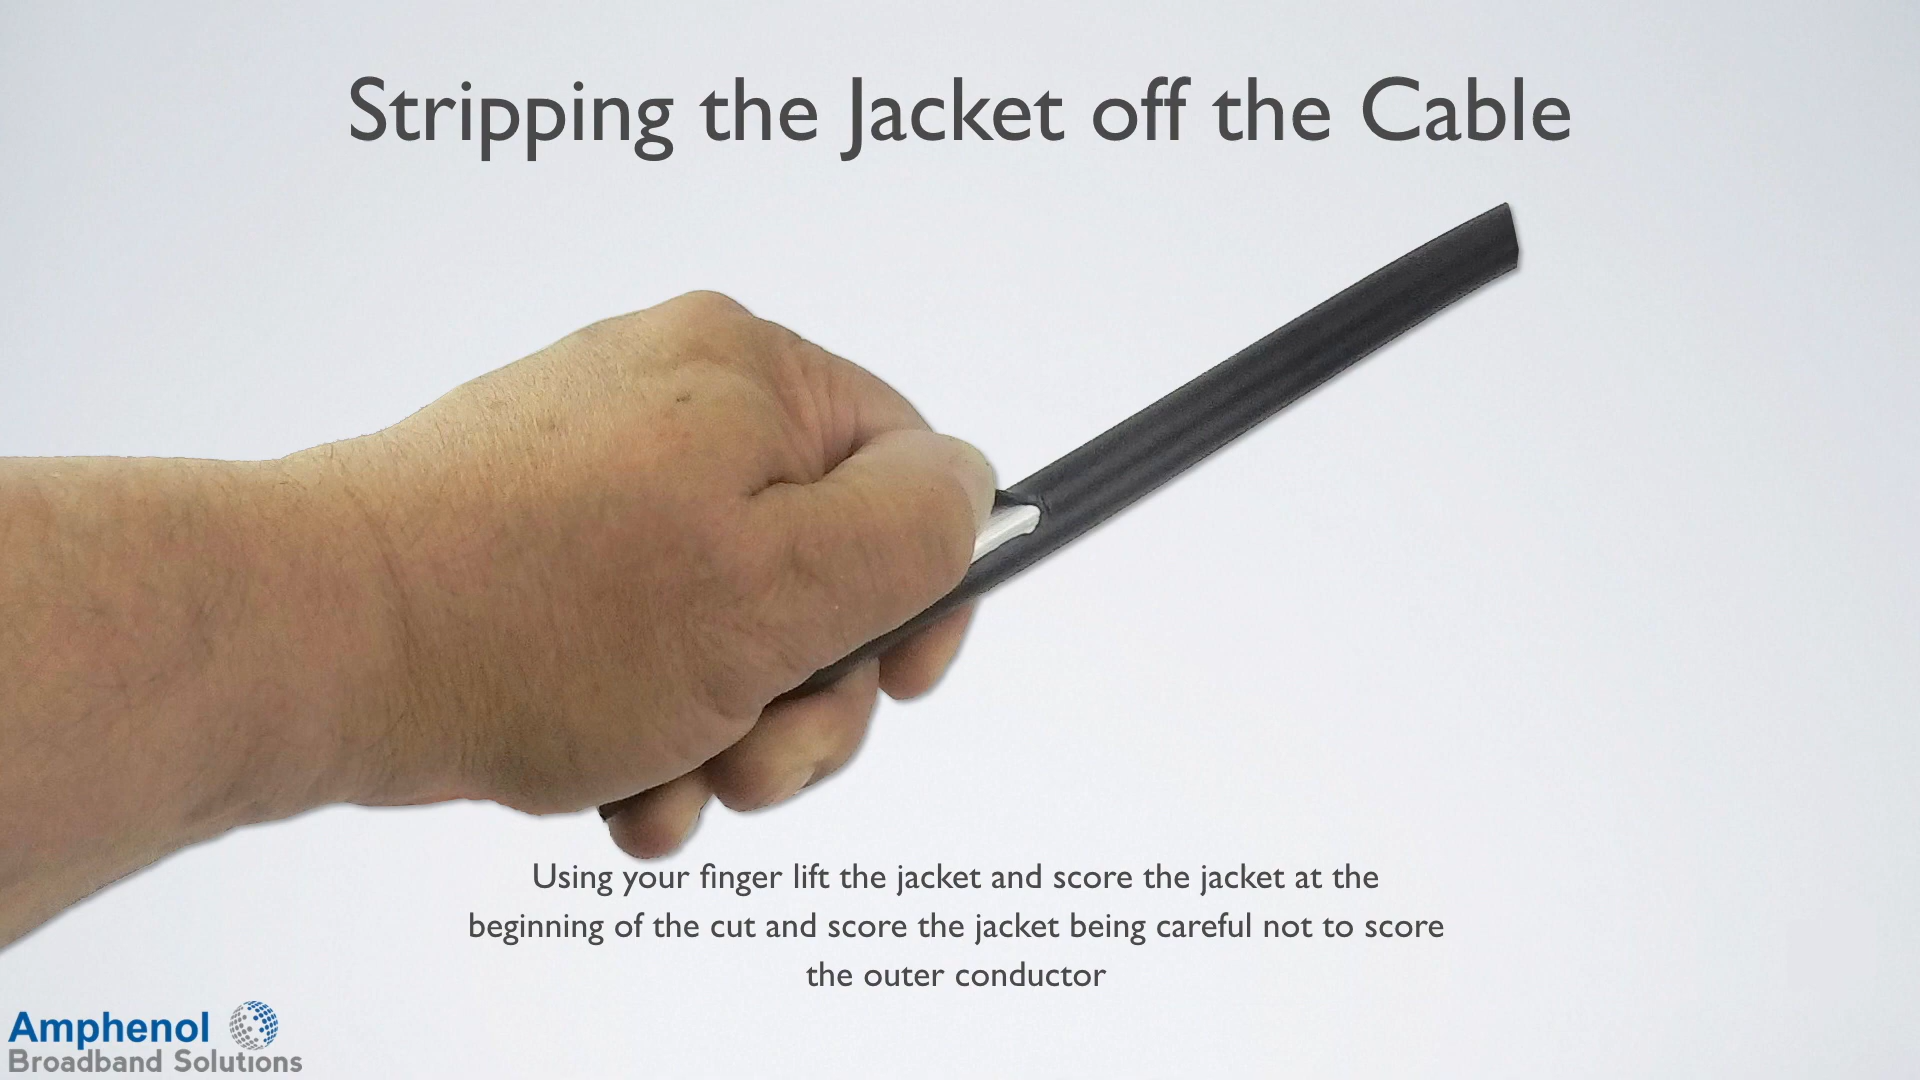 Stripping the Jacket off the Cable
Using your finger lift the jacket and score the jacket at the
beginning of the cut and score the jacket being careful not to score
the outer conductor
Amphenol
Broadband Solutions